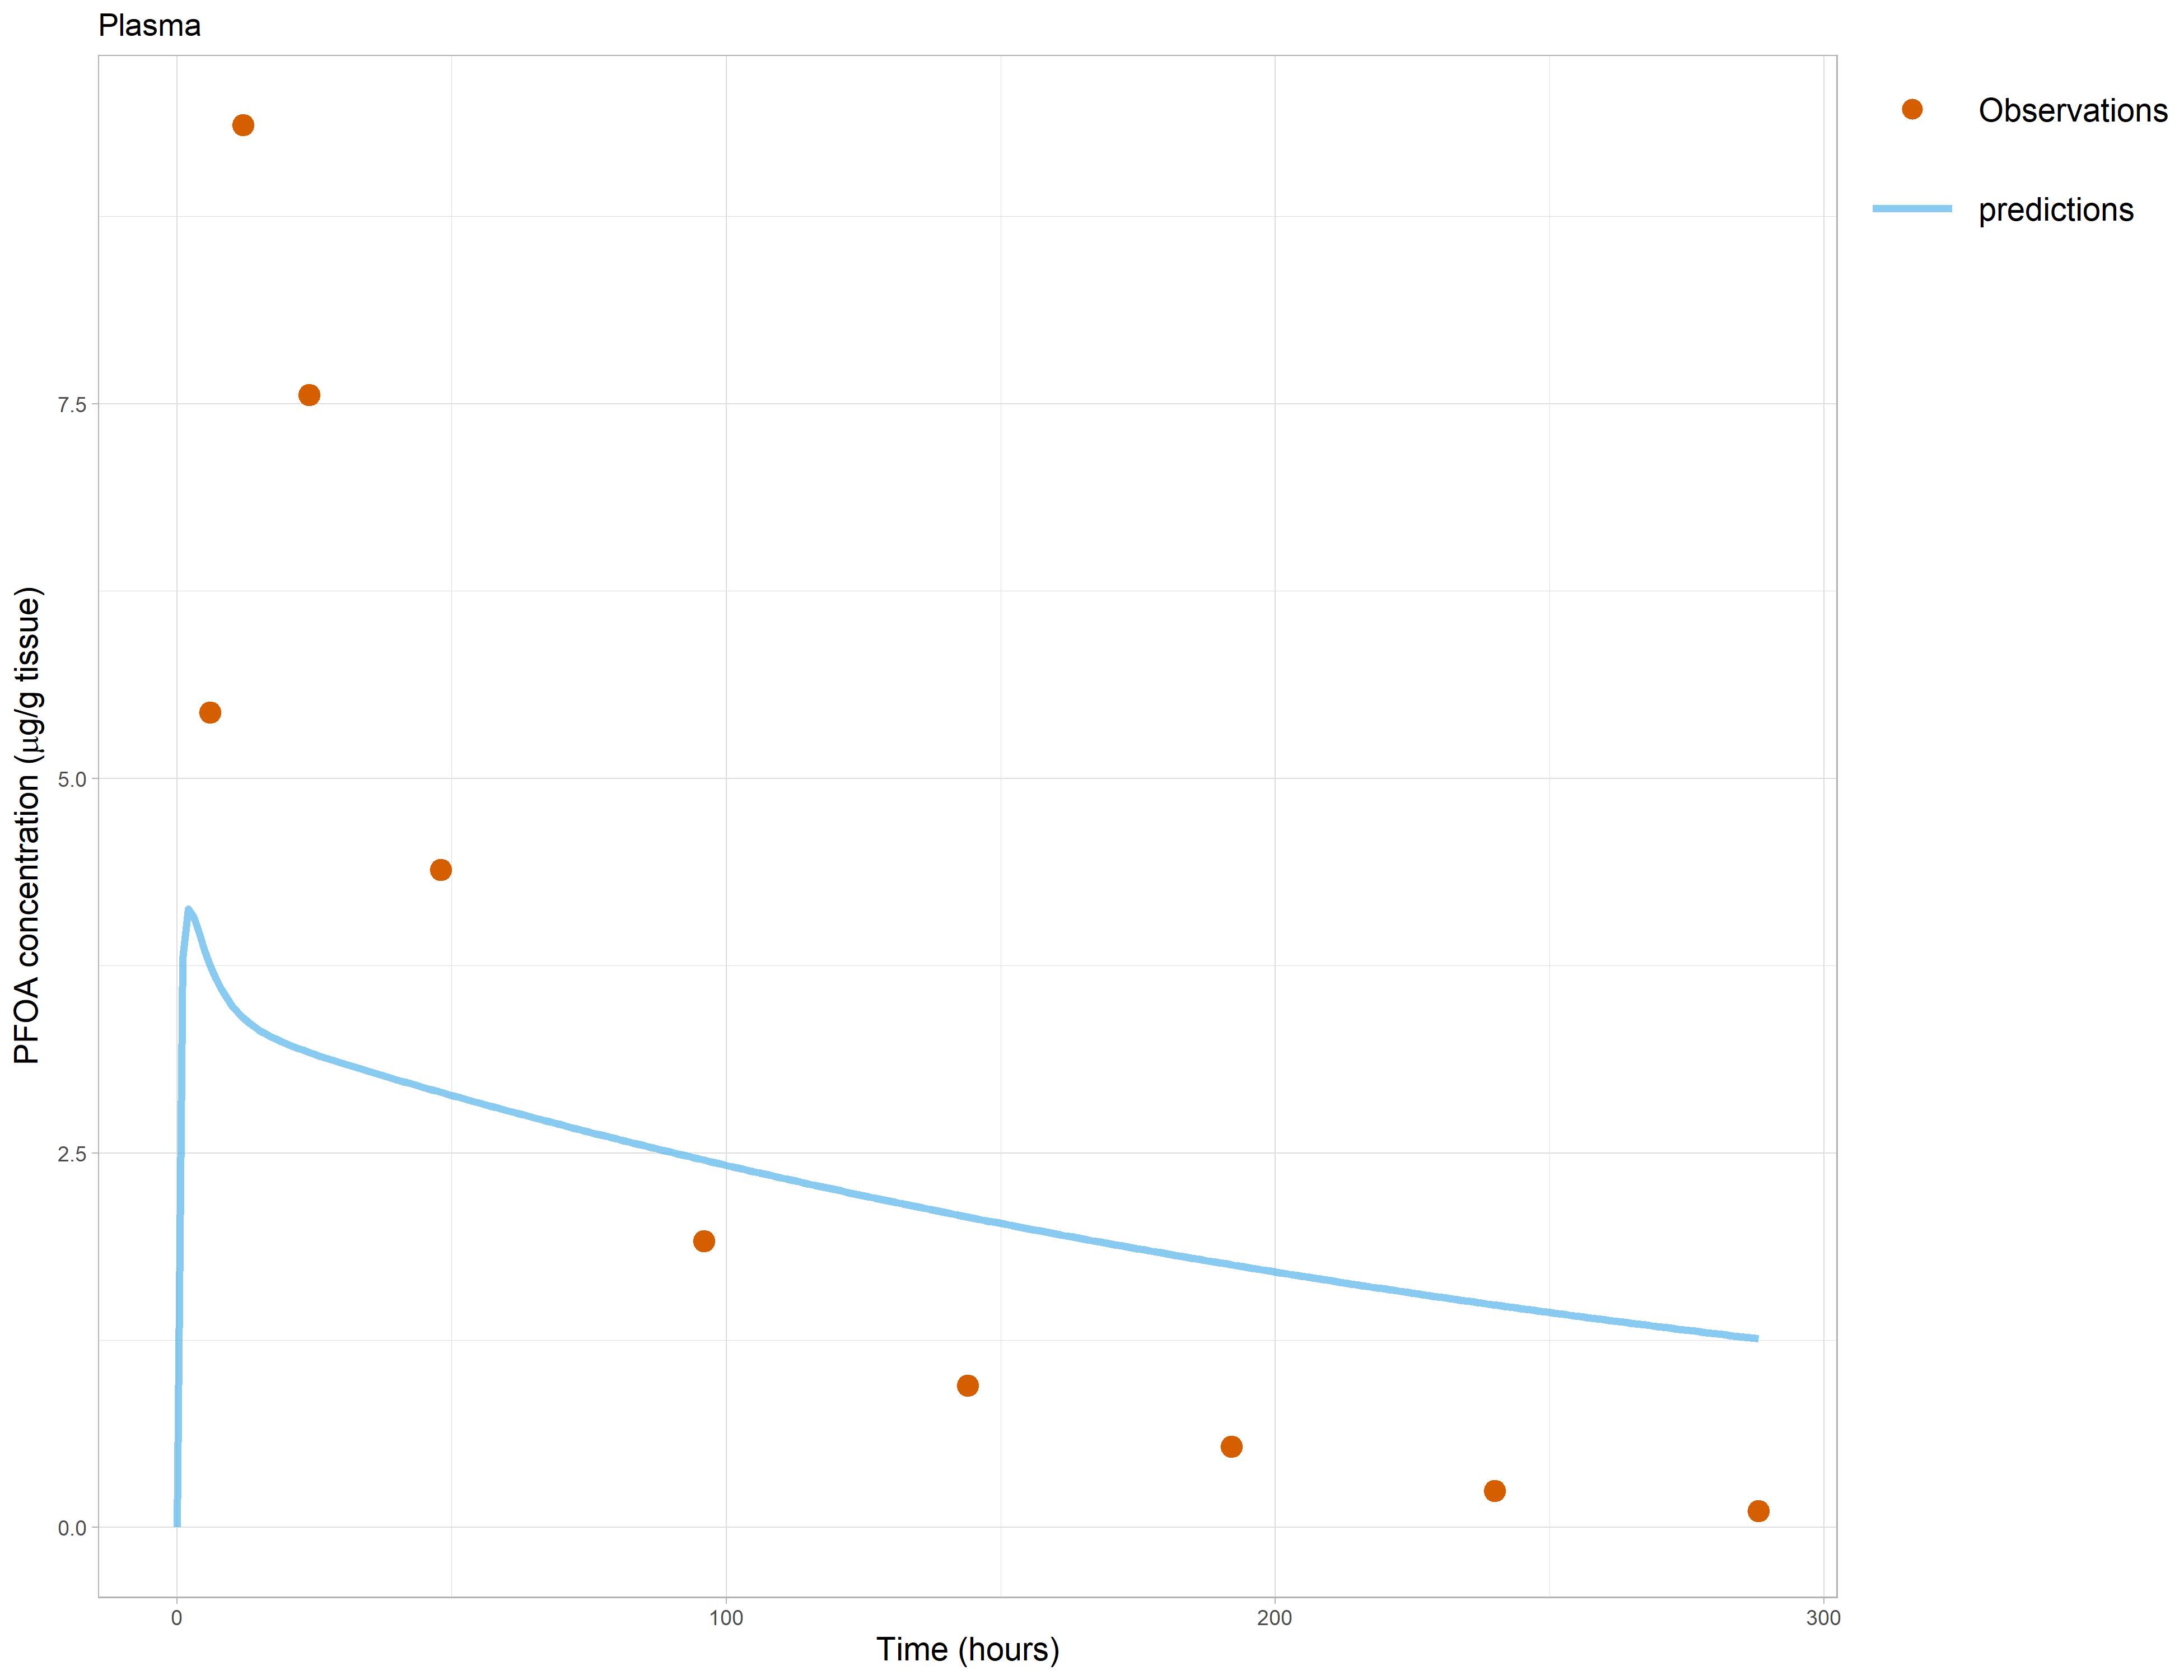 Plasma
Observations
predictions
PFOA concentration (μg/g tissue)
7.5
5.0
2.5
0.0
0
100
200
300
Time (hours)